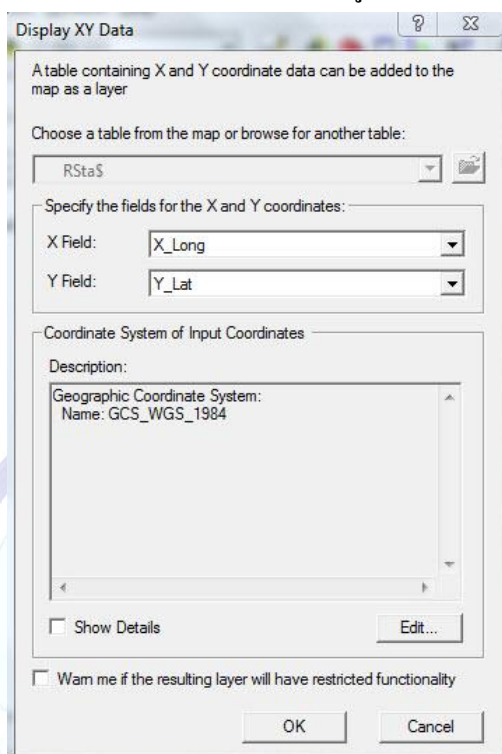 Display XY Data
A table containing X and Y coordinate data can be added to the
map as a layer
Choose a table from the map or browse for another table:
RSta$
Specify the fields for the X and Y coordinates:
X Field:
X_Long
Y Field:
Y_Lat
Coordinate System of Input Coordinates
Description:
Geographic Coordinate System:
Name: GCS_WGS_1984
Show Details
Edit...
Warn me if the resulting layer will have restricted functionality
OK
Cancel